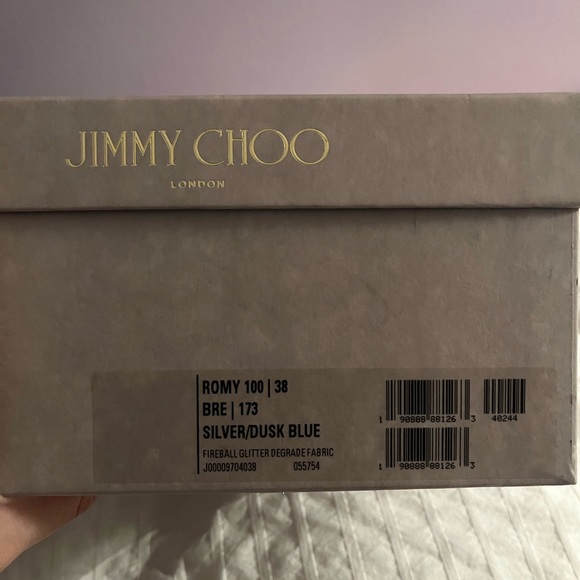 JIMMY CHOO
LONDON
ROMY 100 | 38
BRE | 173
SILVER/DUSK BLUE
FIREBALL GLITTER DEGRADE FABRIC
J00009704038 055754
1 90888 88126 3
40244
1 90888 88126 3